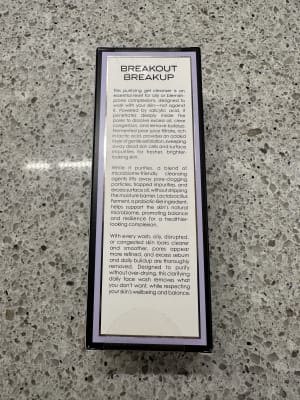 BREAKOUT
BREAKUP
This purifying gel cleanser is an
essential reset for oily or blemish-
prone complexions, designed to
work with your skin—not against
it. Powered by salicylic acid, it
penetrates deeply inside the
pores to dissolve excess oil, clear
congestion, and remove buildup.
Fermented pear juice filtrate, rich
in lactic acid, provides an added
layer of gentle exfoliation, sweeping
away dead skin cells and surface
impurities for fresher, brighter-
looking skin.
While it purifies, a blend of
microbiome-friendly cleansing
agents lifts away pore-clogging
particles, trapped impurities, and
excess surface oil, without stripping
the moisture barrier. Lactobacillus
Ferment, a probiotic-like ingredient,
helps support the skin's natural
microbiome, promoting balance
and resilience for a healthier-
looking complexion.
With every wash, oily, disrupted,
or congested skin looks clearer
and smoother, pores appear
more refined, and excess sebum
and daily buildup are thoroughly
removed. Designed to purify
without over-drying, this clarifying
daily face wash removes what
you don't want, while respecting
your skin's wellbeing and balance.